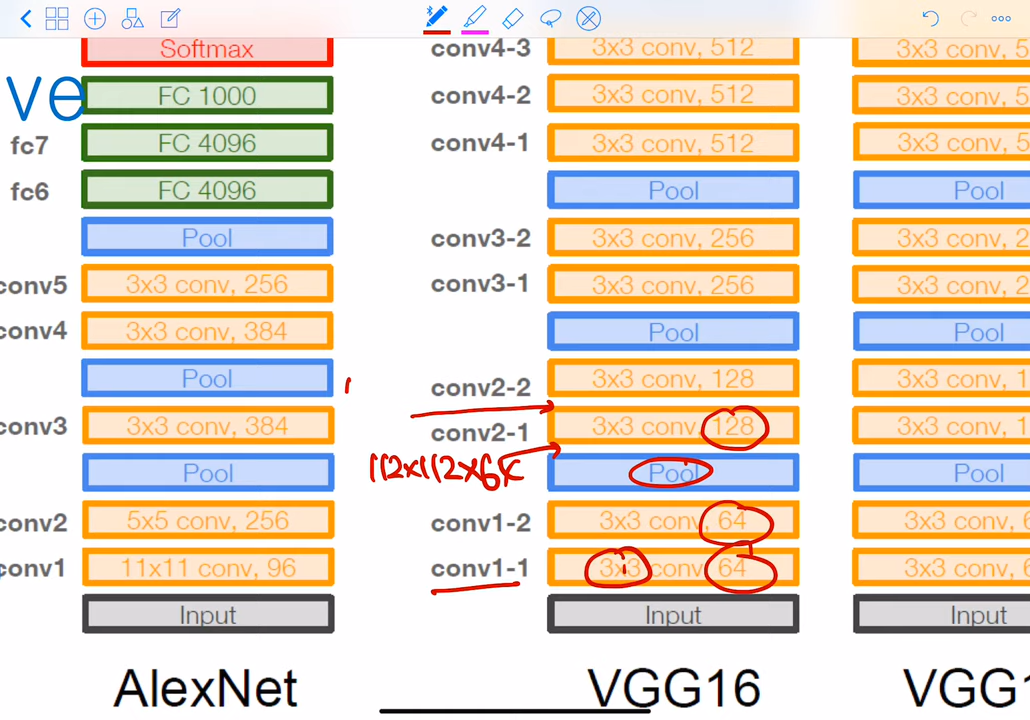 Softmax
ve
FC 1000
fc7
FC 4096
fc6
FC 4096
Pool
conv5
3x3 conv, 256
conv4
3x3 conv, 384
Pool
conv3
3x3 conv, 384
Pool
conv2
5x5 conv, 256
conv1
11x11 conv, 96
Input
AlexNet
conv4-3
3x3 conv, 512
conv4-2
3x3 conv, 512
conv4-1
3x3 conv, 512
Pool
conv3-2
3x3 conv, 256
conv3-1
3x3 conv, 256
Pool
conv2-2
3x3 conv, 128
conv2-1
3x3 conv, 128
112x112x64
Pool
conv1-2
3x3 conv, 64
conv1-1
3x3 conv, 64
Input
VGG16
3x3 conv, 5
3x3 conv, 5
3x3 conv, 5
Pool
3x3 conv, 2
3x3 conv, 2
Pool
3x3 conv, 1
3x3 conv, 1
Pool
3x3 conv, 6
3x3 conv, 6
Input
VGG1